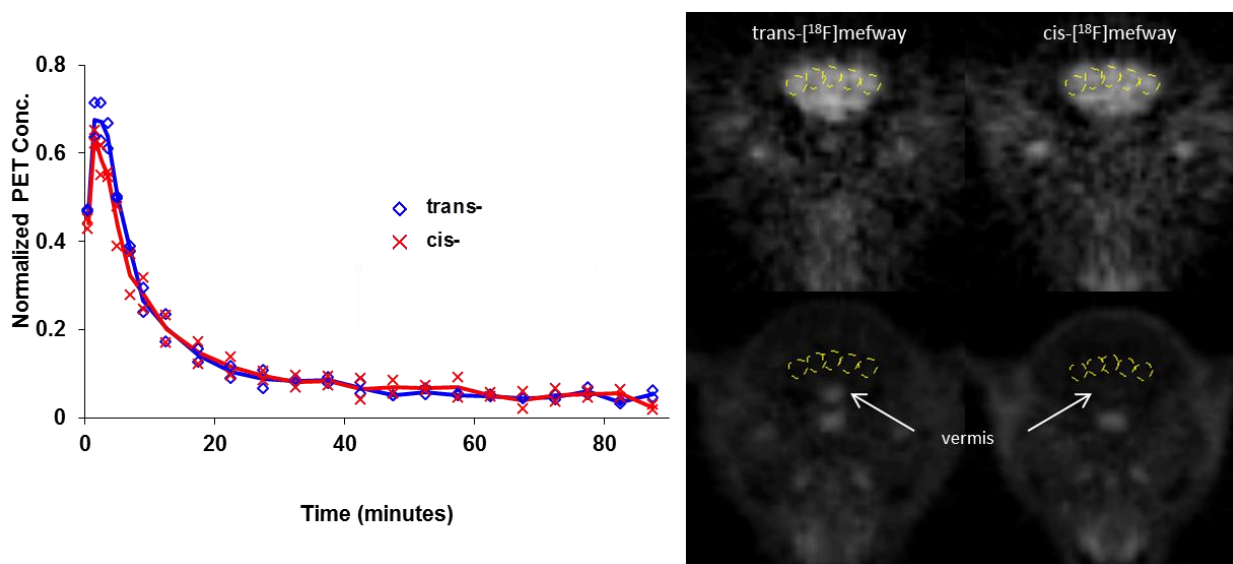 Normalized PET Conc.
0.8
0.6
0.4
0.2
0
0
20
40
60
80
Time (minutes)
trans-
cis-
trans-[¹⁸F]mefway
cis-[¹⁸F]mefway
vermis